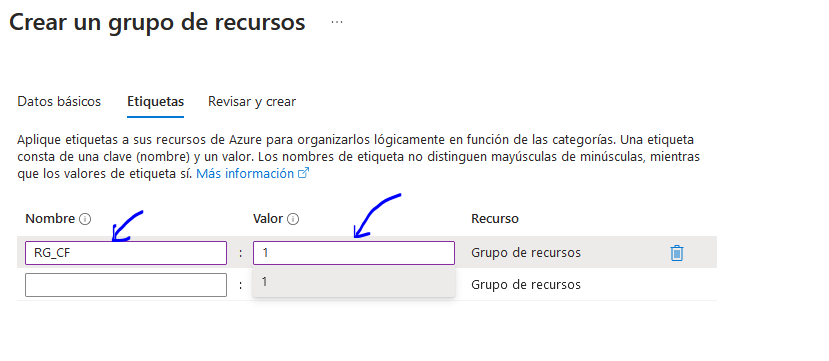 Crear un grupo de recursos ...
Datos básicos Etiquetas Revisar y crear
Aplique etiquetas a sus recursos de Azure para organizarlos lógicamente en función de las categorías. Una etiqueta
consta de una clave (nombre) y un valor. Los nombres de etiqueta no distinguen mayúsculas de minúsculas, mientras
que los valores de etiqueta sí. Más información
Nombre Valor Recurso
RG_CF : 1 Grupo de recursos
: 1 Grupo de recursos